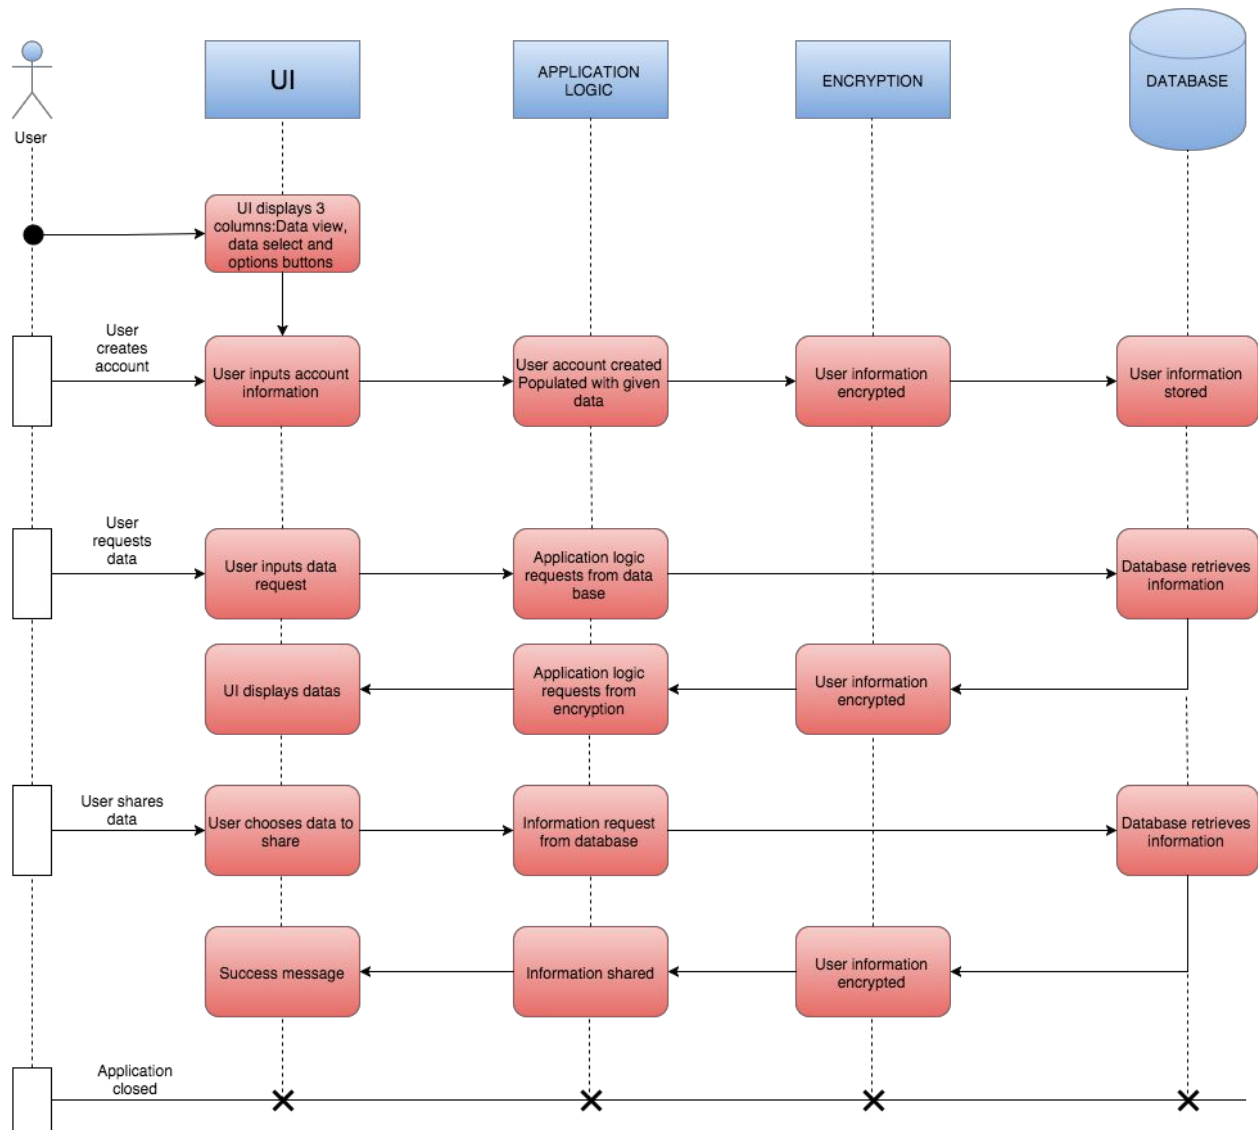 UI
APPLICATION
LOGIC
ENCRYPTION
DATABASE
User
UI displays 3
columns:Data view,
data select and
options buttons
User
creates
account
User inputs account
information
User account created
Populated with given
data
User information
encrypted
User information
stored
User
requests
data
User inputs data
request
Application logic
requests from data
base
Database retrieves
information
UI displays datas
Application logic
requests from
encryption
User information
encrypted
User shares
data
User chooses data to
share
Information request
from database
Database retrieves
information
Success message
Information shared
User information
encrypted
Application
closed